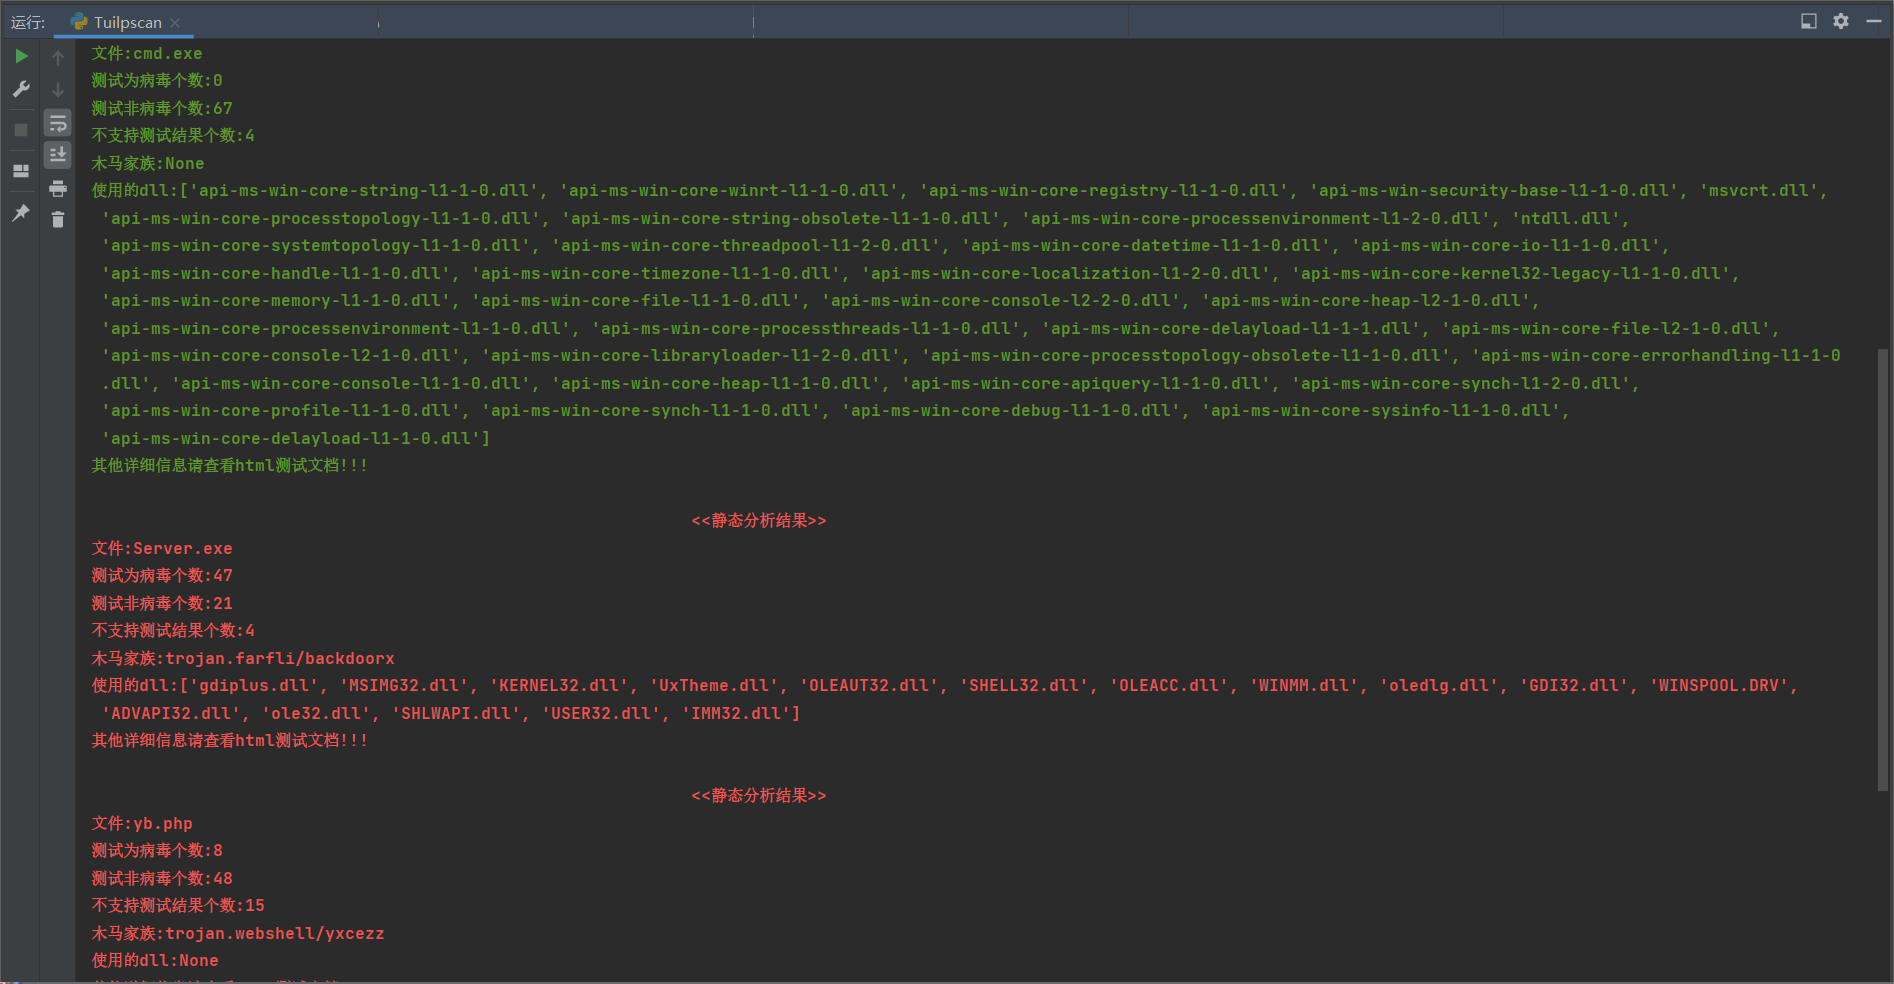 运行:
Tuilpscan
文件:cmd.exe
测试为病毒个数:0
测试非病毒个数:67
不支持测试结果个数:4
木马家族:None
使用的dll:['api-ms-win-core-string-l1-1-0.dll', 'api-ms-win-core-winrt-l1-1-0.dll', 'api-ms-win-core-registry-l1-1-0.dll', 'api-ms-win-security-base-l1-1-0.dll', 'msvcrt.dll',
'api-ms-win-core-processtopology-l1-1-0.dll', 'api-ms-win-core-string-obsolete-l1-1-0.dll', 'api-ms-win-core-processenvironment-l1-2-0.dll', 'ntdll.dll',
'api-ms-win-core-systemtopology-l1-1-0.dll', 'api-ms-win-core-threadpool-l1-2-0.dll', 'api-ms-win-core-datetime-l1-1-0.dll', 'api-ms-win-core-io-l1-1-0.dll',
'api-ms-win-core-handle-l1-1-0.dll', 'api-ms-win-core-timezone-l1-1-0.dll', 'api-ms-win-core-localization-l1-2-0.dll', 'api-ms-win-core-kernel32-legacy-l1-1-0.dll',
'api-ms-win-core-memory-l1-1-0.dll', 'api-ms-win-core-file-l1-1-0.dll', 'api-ms-win-core-console-l2-2-0.dll', 'api-ms-win-core-heap-l2-1-0.dll',
'api-ms-win-core-processenvironment-l1-1-0.dll', 'api-ms-win-core-processthreads-l1-1-0.dll', 'api-ms-win-core-delayload-l1-1-1.dll', 'api-ms-win-core-file-l2-1-0.dll',
'api-ms-win-core-console-l2-1-0.dll', 'api-ms-win-core-libraryloader-l1-2-0.dll', 'api-ms-win-core-processtopology-obsolete-l1-1-0.dll', 'api-ms-win-core-errorhandling-l1-1-0
.dll', 'api-ms-win-core-console-l1-1-0.dll', 'api-ms-win-core-heap-l1-1-0.dll', 'api-ms-win-core-apiquery-l1-1-0.dll', 'api-ms-win-core-synch-l1-2-0.dll',
'api-ms-win-core-profile-l1-1-0.dll', 'api-ms-win-core-synch-l1-1-0.dll', 'api-ms-win-core-debug-l1-1-0.dll', 'api-ms-win-core-sysinfo-l1-1-0.dll',
'api-ms-win-core-delayload-l1-1-0.dll']
其他详细信息请查看html测试文档!!!
<<静态分析结果>>
文件:Server.exe
测试为病毒个数:47
测试非病毒个数:21
不支持测试结果个数:4
木马家族:trojan.farfli/backdoorx
使用的dll:['gdiplus.dll', 'MSIMG32.dll', 'KERNEL32.dll', 'UxTheme.dll', 'OLEAUT32.dll', 'SHELL32.dll', 'OLEACC.dll', 'WINMM.dll', 'oledlg.dll', 'GDI32.dll', 'WINSPOOL.DRV',
'ADVAPI32.dll', 'ole32.dll', 'SHLWAPI.dll', 'USER32.dll', 'IMM32.dll']
其他详细信息请查看html测试文档!!!
<<静态分析结果>>
文件:yb.php
测试为病毒个数:8
测试非病毒个数:48
不支持测试结果个数:15
木马家族:trojan.webshell/yxcezz
使用的dll:None